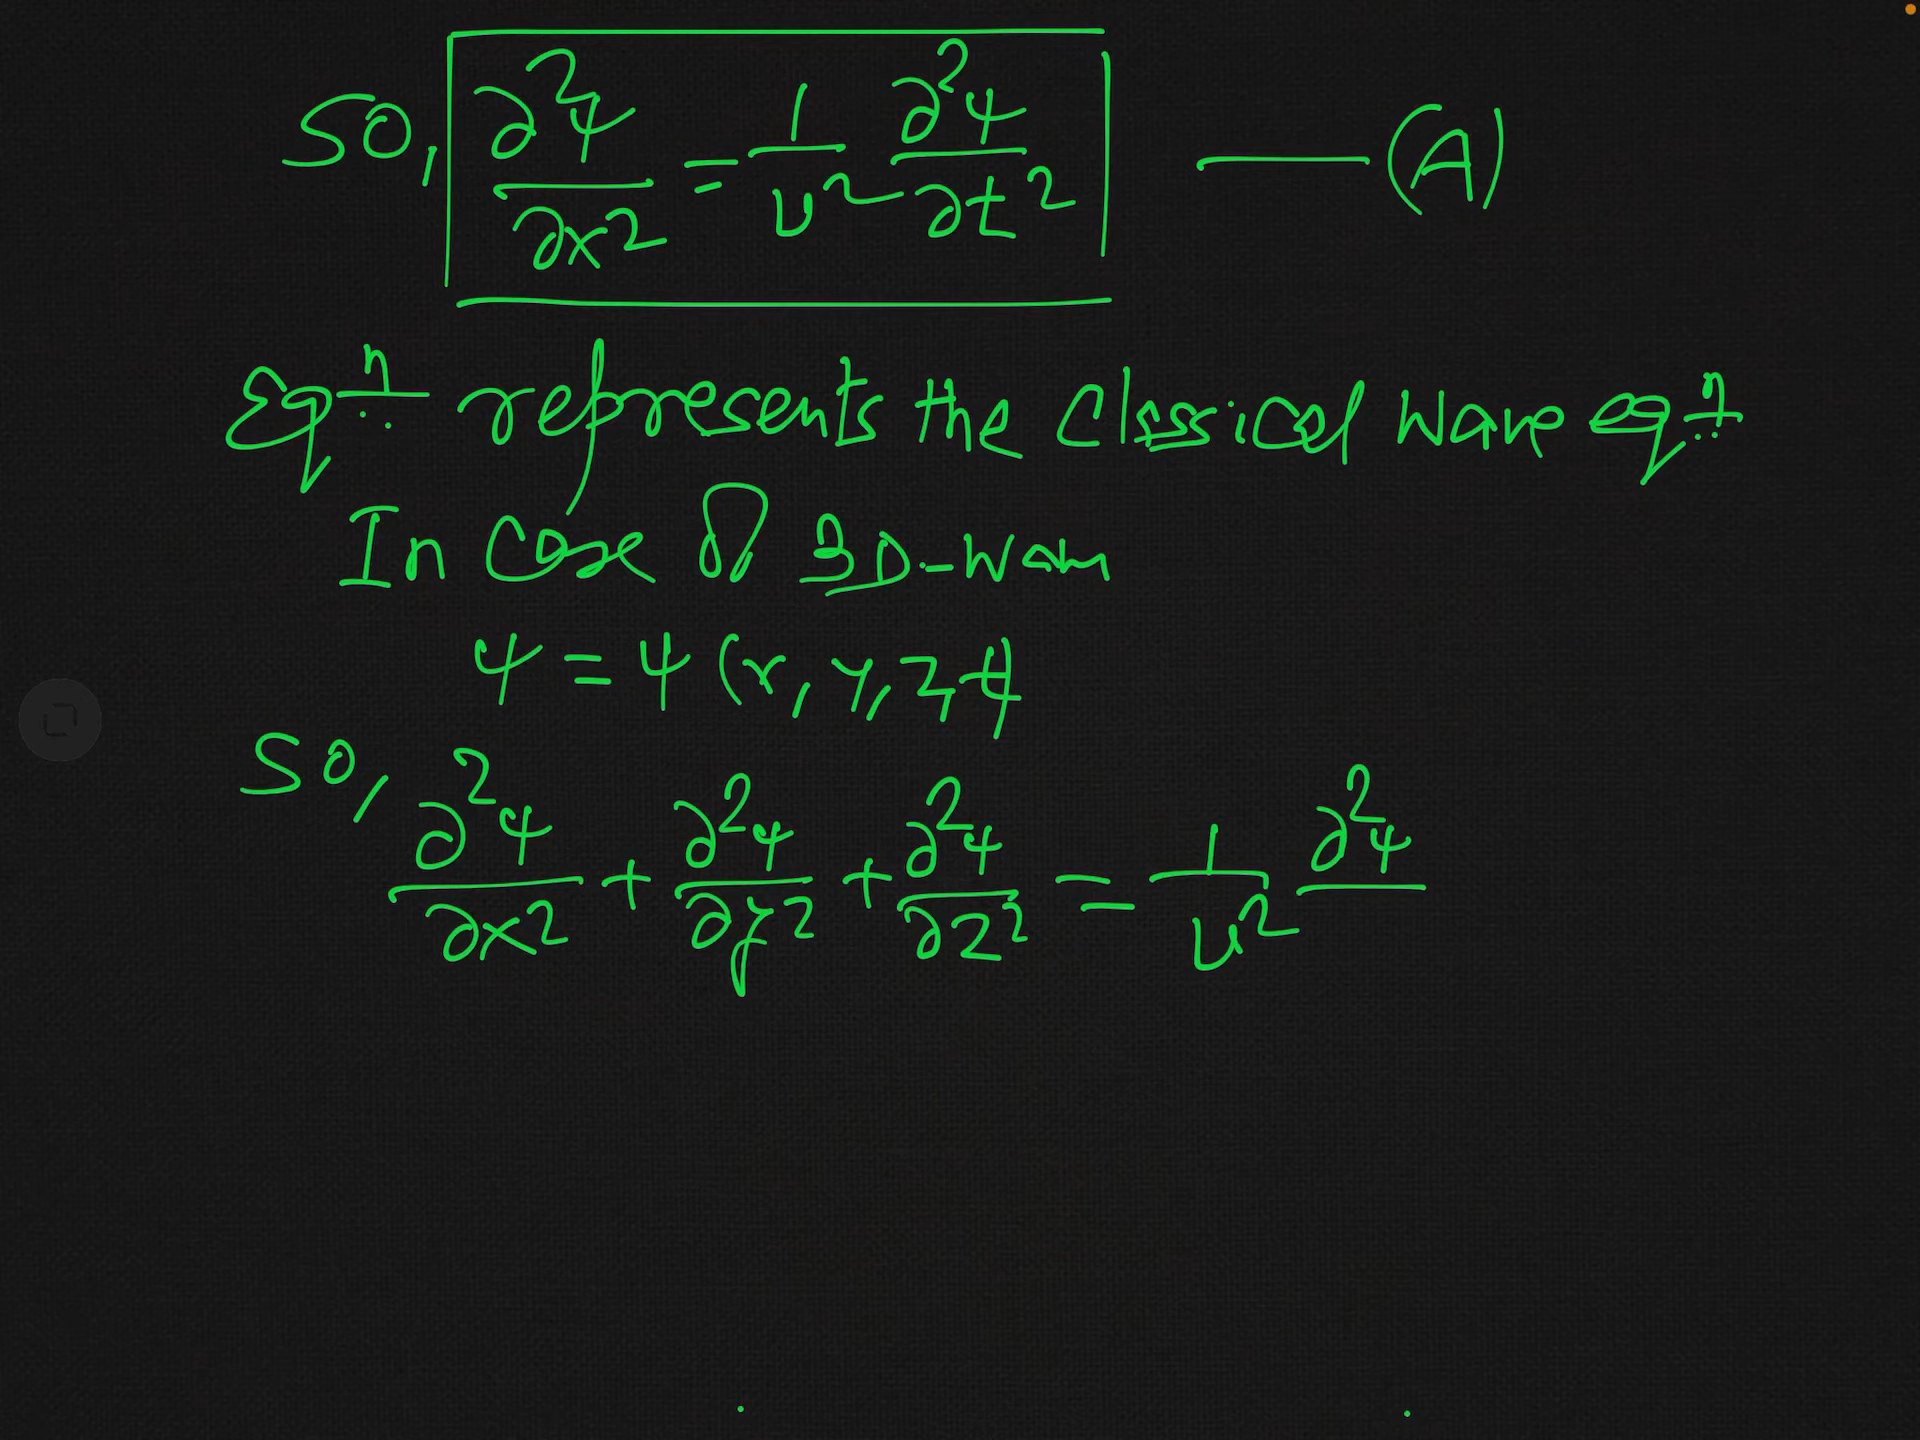 So, ∂²ψ/∂x² = 1/v² ∂²ψ/∂t² — (A)
Eqn represents the Classical wave eqn
In Case of 3D-wave
ψ = ψ (x, y, z, t)
So, ∂²ψ/∂x² + ∂²ψ/∂y² + ∂²ψ/∂z² = 1/v² ∂²ψ/